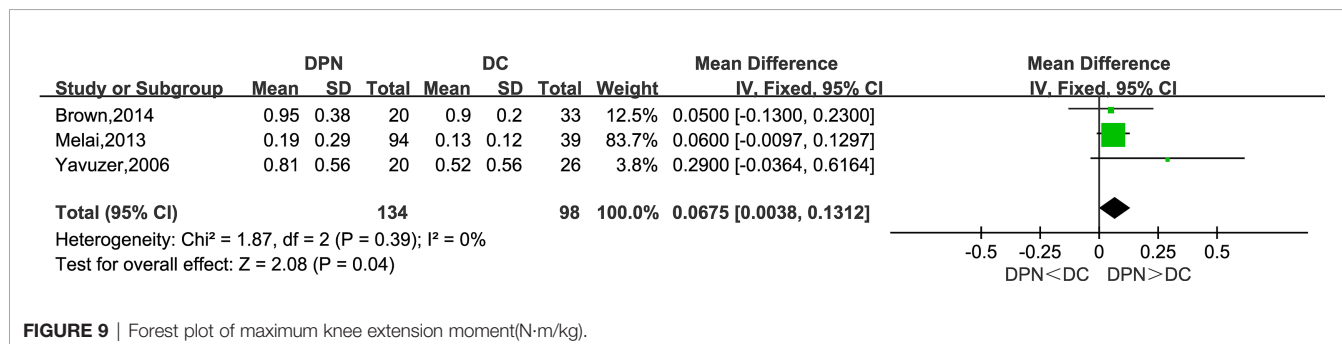 DPN DC Mean Difference Mean Difference
Study or Subgroup Mean SD Total Mean SD Total Weight IV, Fixed, 95% CI IV, Fixed, 95% CI
Brown,2014 0.95 0.38 20 0.9 0.2 33 12.5% 0.0500 [-0.1300, 0.2300]
Melai,2013 0.19 0.29 94 0.13 0.12 39 83.7% 0.0600 [-0.0097, 0.1297]
Yavuzer,2006 0.81 0.56 20 0.52 0.56 26 3.8% 0.2900 [-0.0364, 0.6164]
Total (95% CI) 134 98 100.0% 0.0675 [0.0038, 0.1312]
Heterogeneity: Chi² = 1.87, df = 2 (P = 0.39); I² = 0%
Test for overall effect: Z = 2.08 (P = 0.04)
-0.5 -0.25 0 0.25 0.5
DPN<DC DPN>DC
FIGURE 9 | Forest plot of maximum knee extension moment(N·m/kg).